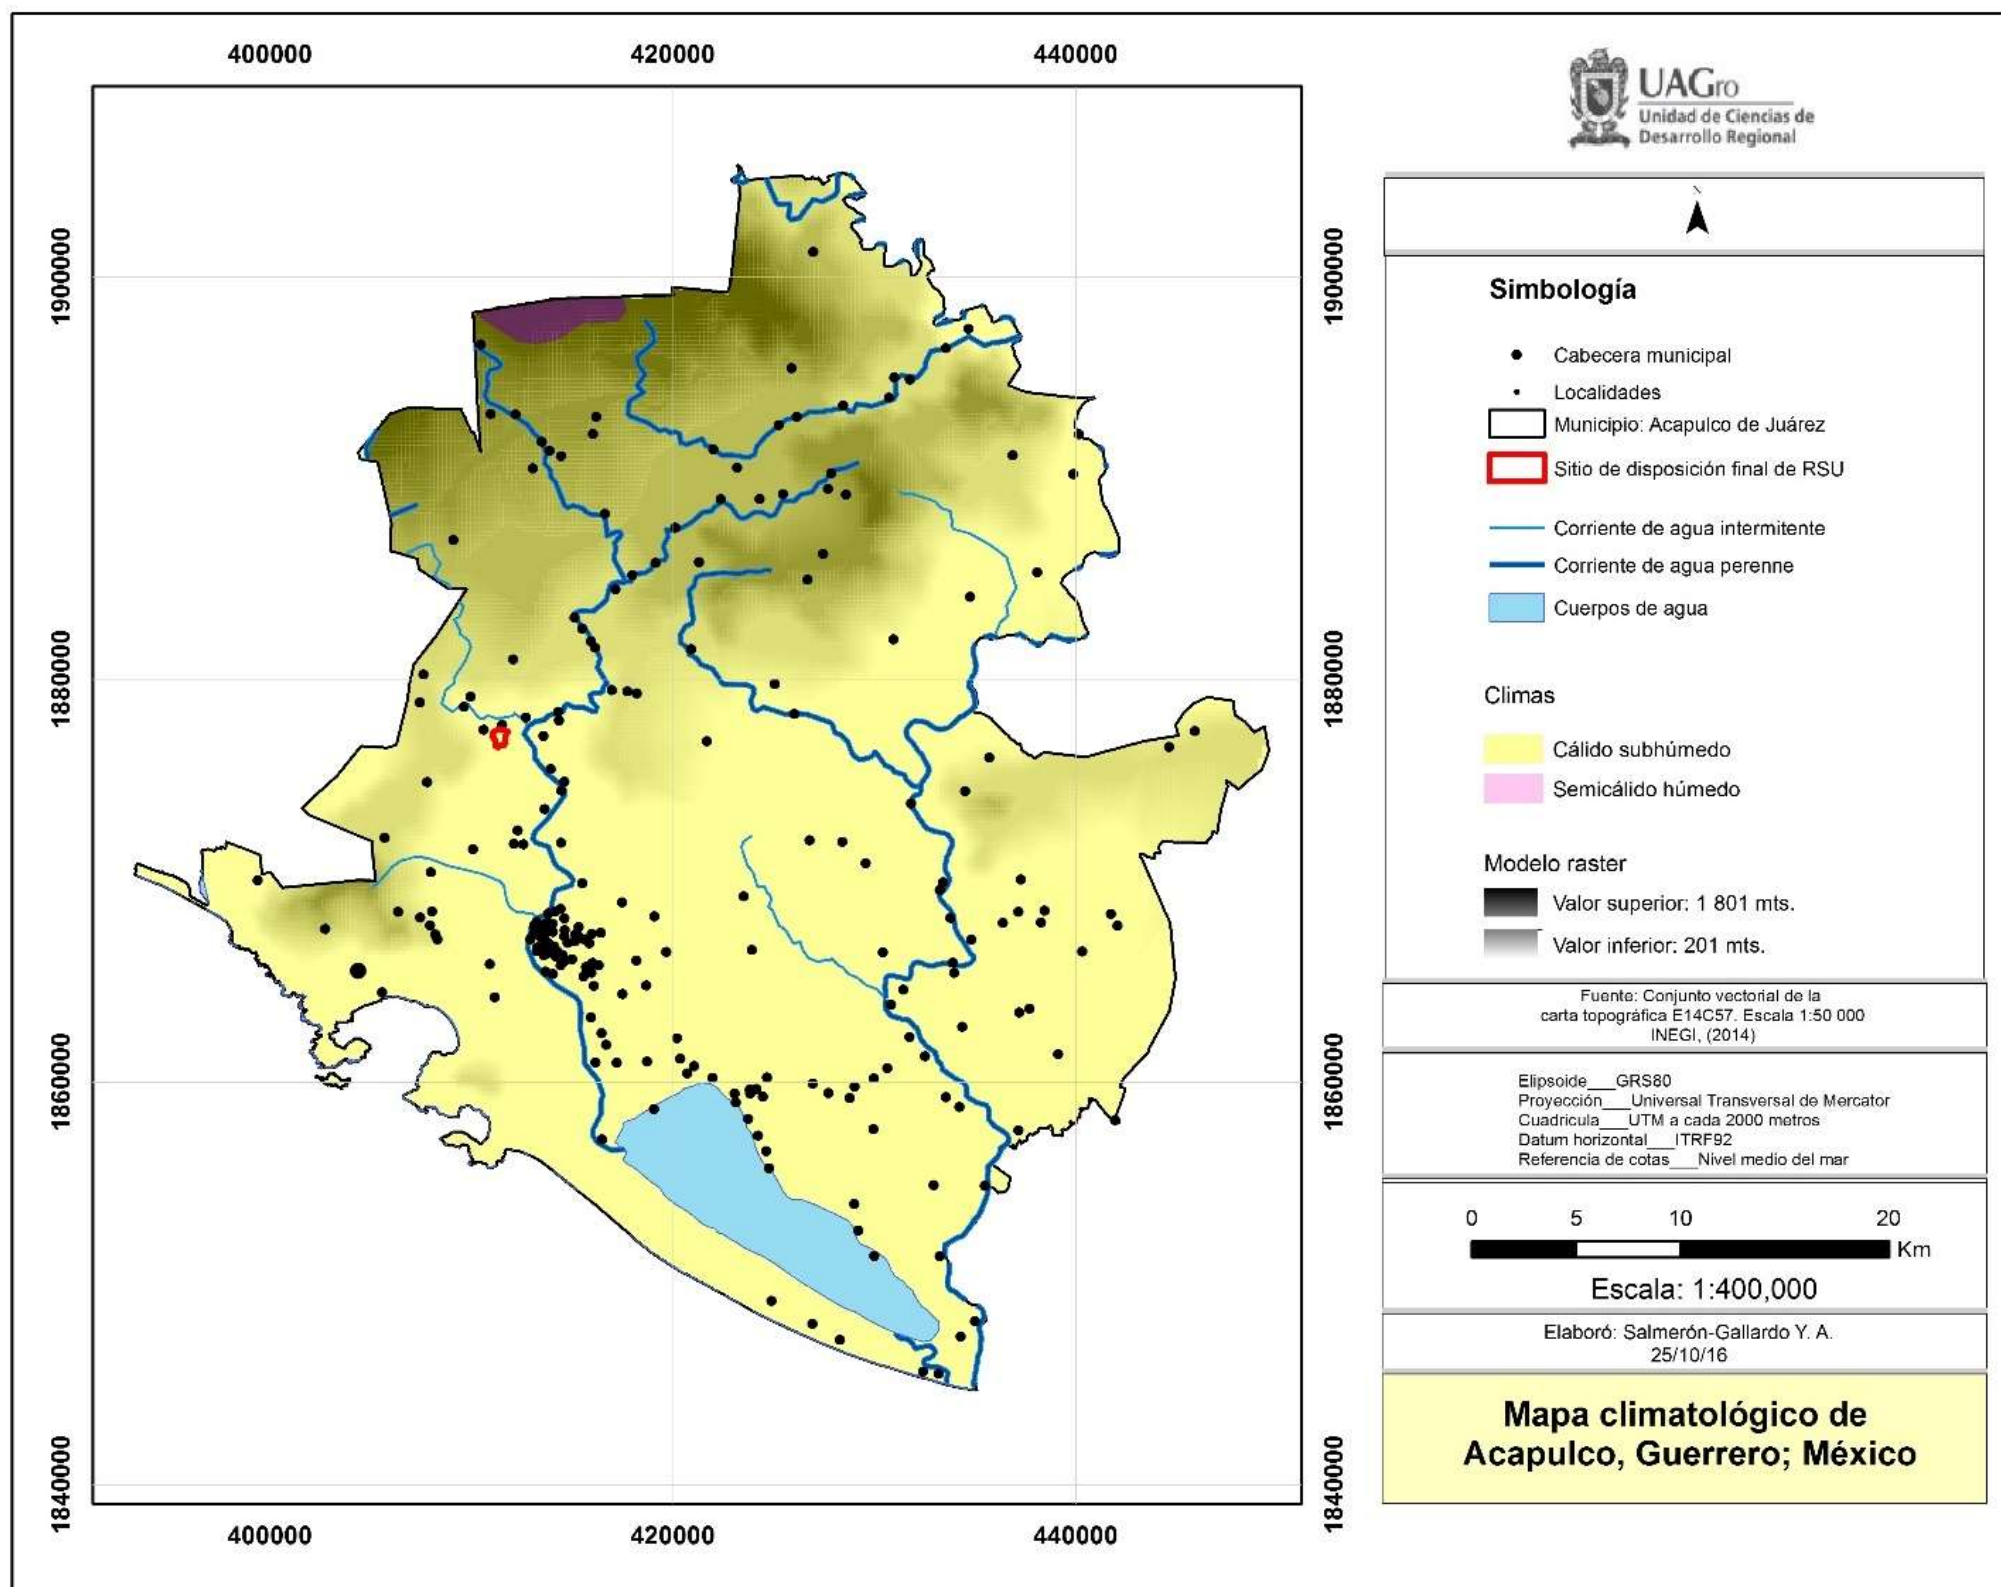 400000
420000
440000
1900000
1880000
1860000
1840000
1900000
1880000
1860000
1840000
400000
420000
440000
UAGro
Unidad de Ciencias de
Desarrollo Regional
N
Simbología
Cabecera municipal
Localidades
Municipio: Acapulco de Juárez
Sitio de disposición final de RSU
Corriente de agua intermitente
Corriente de agua perenne
Cuerpos de agua
Climas
Cálido subhúmedo
Semicálido húmedo
Modelo raster
Valor superior: 1 801 mts.
Valor inferior: 201 mts.
Fuente: Conjunto vectorial de la
carta topográfica E14C57. Escala 1:50 000
INEGI, (2014)
Elipsoide___GRS80
Proyección___Universal Transversal de Mercator
Cuadricula___UTM a cada 2000 metros
Datum horizontal___ITRF92
Referencia de cotas___Nivel medio del mar
0 5 10 20
Km
Escala: 1:400,000
Elaboró: Salmerón-Gallardo Y. A.
25/10/16
Mapa climatológico de
Acapulco, Guerrero; México